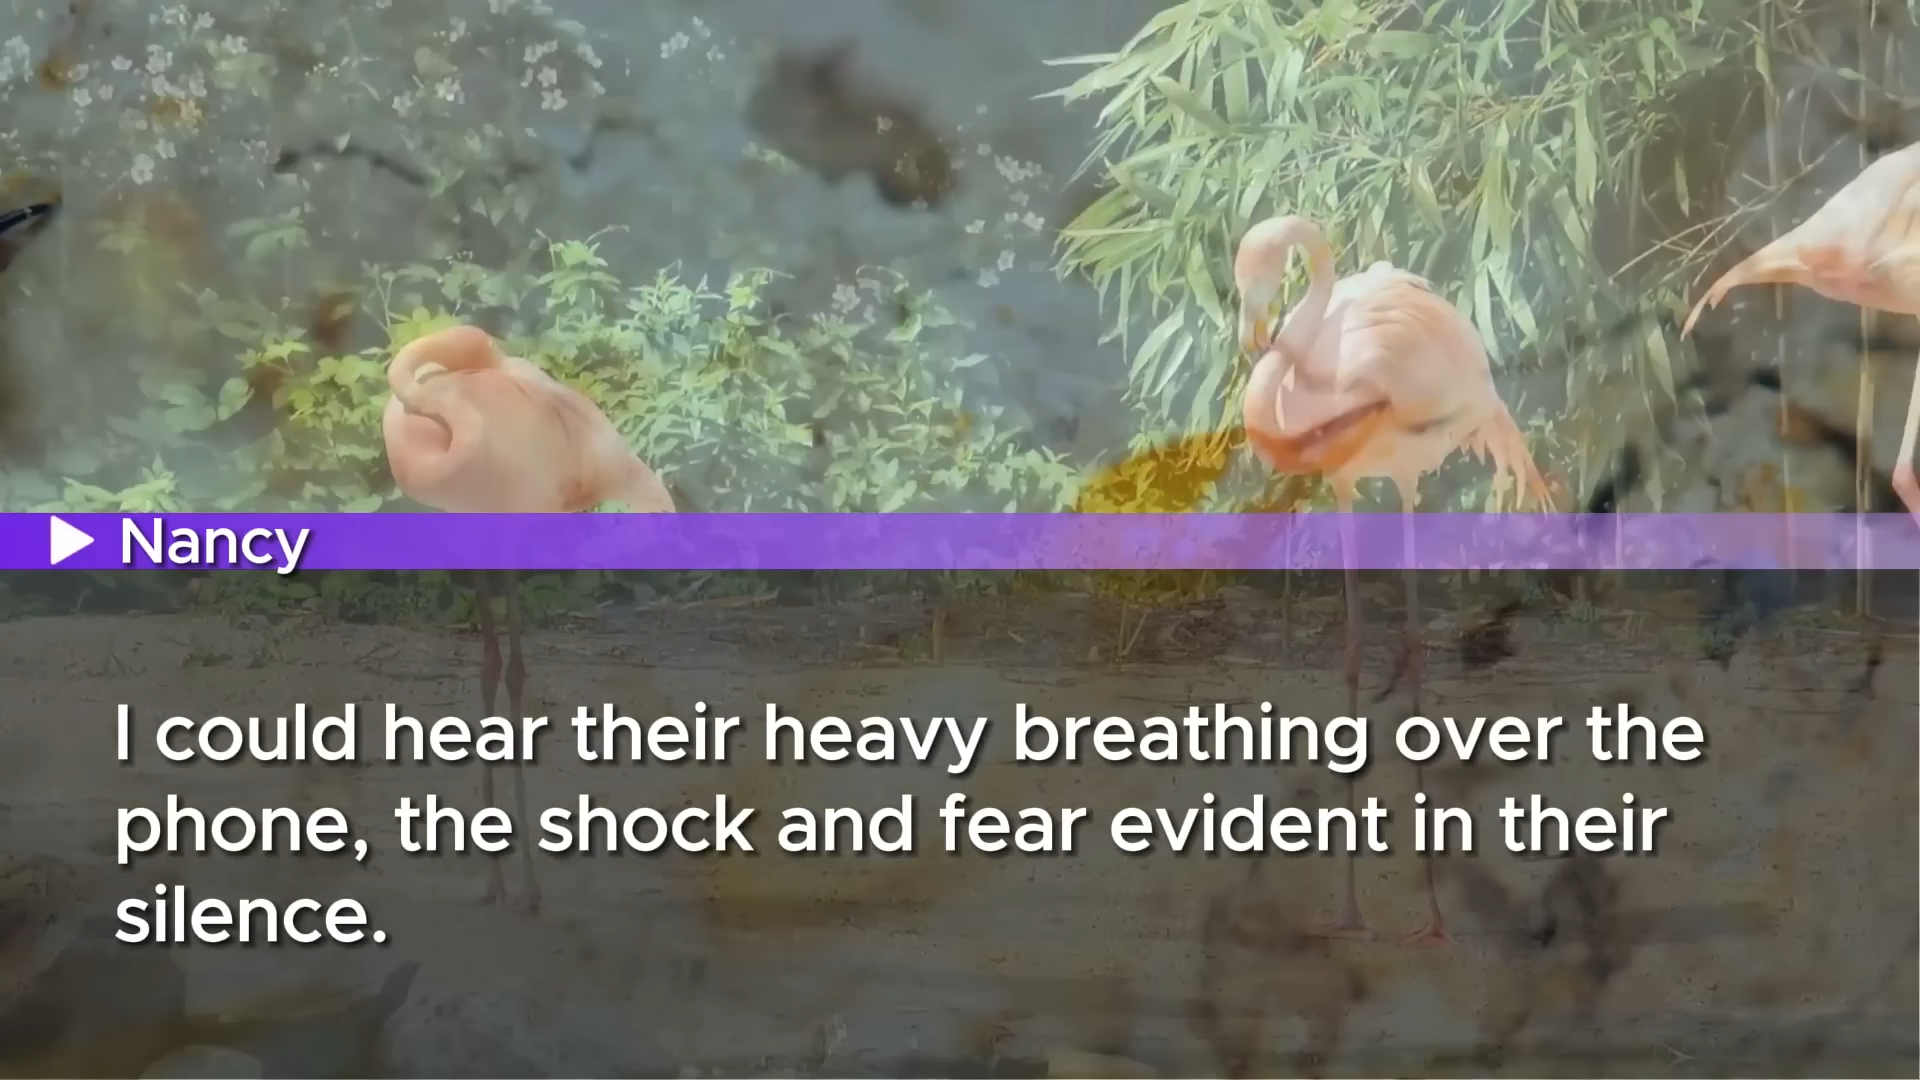 Nancy
I could hear their heavy breathing over the
phone, the shock and fear evident in their
silence.